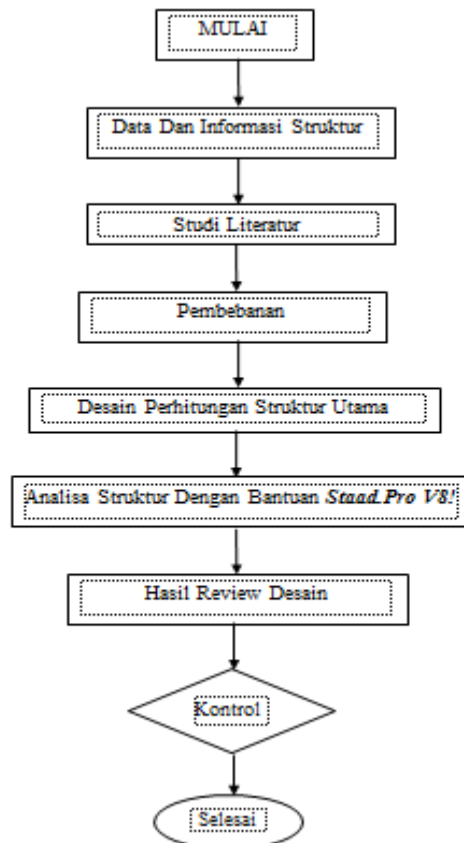 MULAI
Data Dan Informasi Struktur
Studi Literatur
Pembebanan
Desain Perhitungan Struktur Utama
Analisa Struktur Dengan Bantuan Staad.Pro V8!
Hasil Review Desain
Kontrol
Selesai